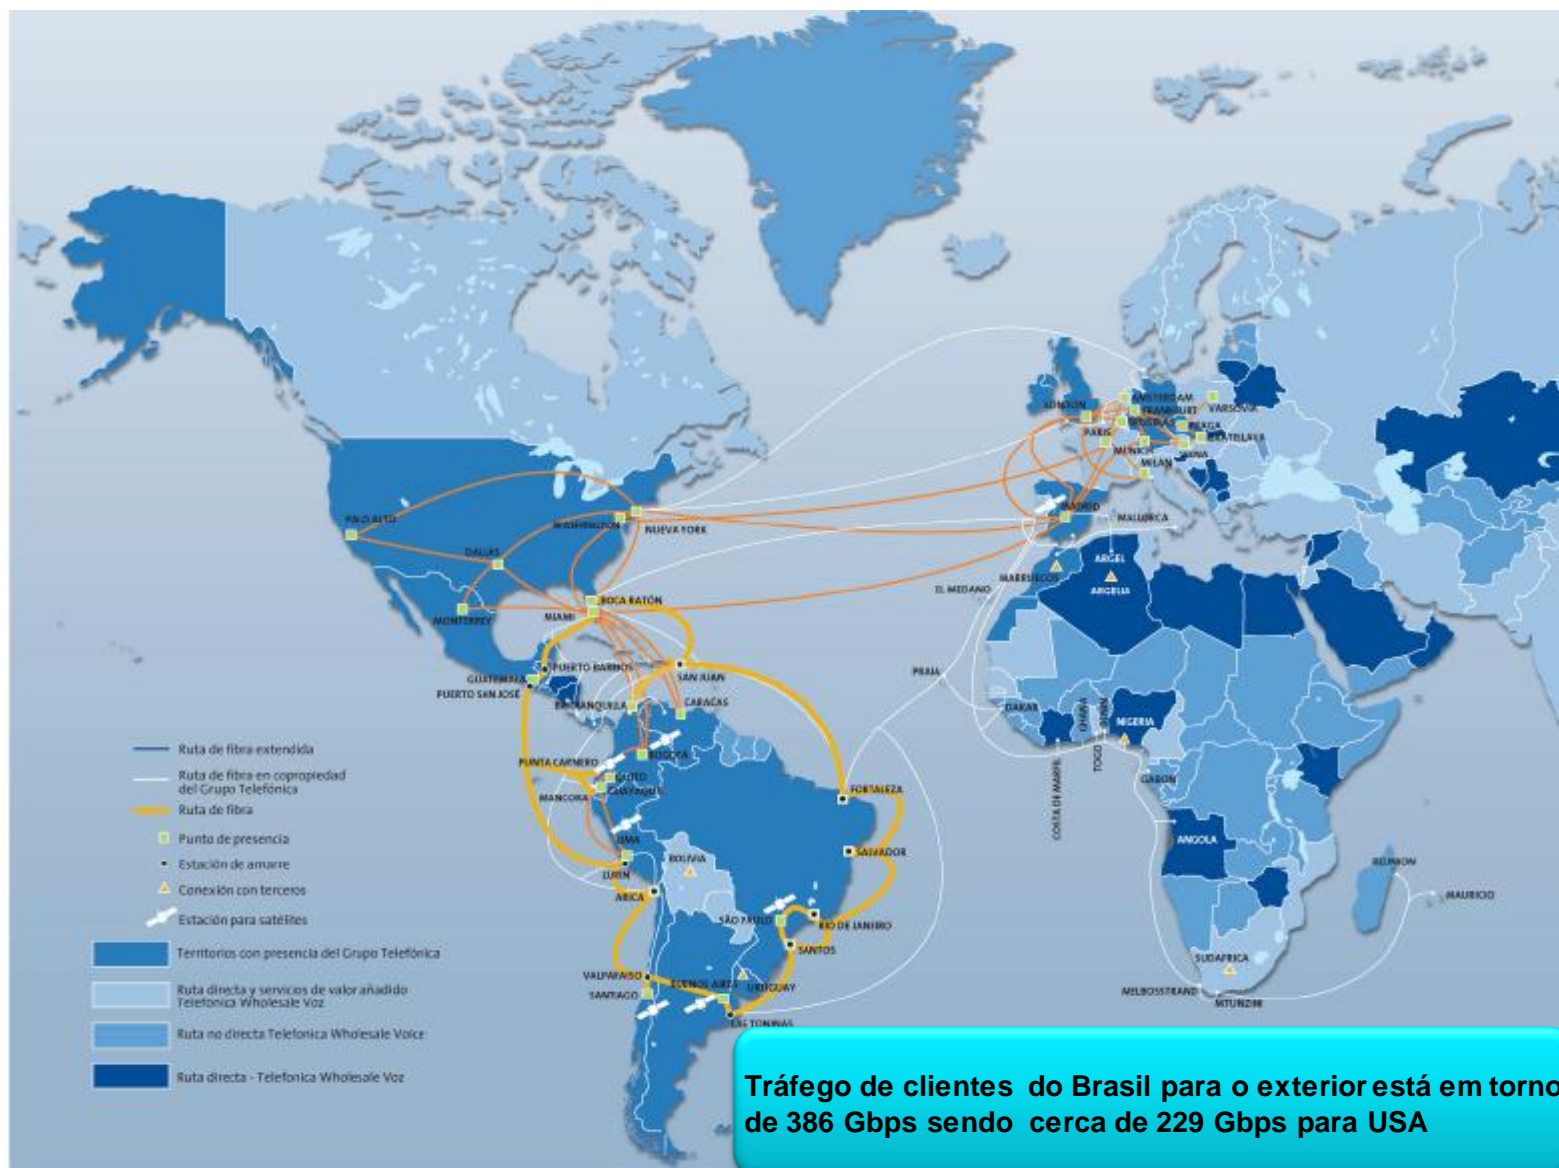 LONDON
AMSTERDAM
FRANKFURT
VARSOVIA
BRUSELAS
PRAGA
PARIS
MUNICH
BRATISLAVA
VIENA
MILAN
PALO ALTO
WASHINGTON
NUEVA YORK
MADRID
MALLORCA
DALLAS
ARGEL
MARRUECOS
ARGELIA
EL MEDANO
BOCA RATÓN
MIAMI
MONTERREY
PUERTO BARRIOS
GUATEMALA
SAN JUAN
PUERTO SAN JOSÉ
BARRANQUILLA
CARACAS
PRAIA
DAKAR
GHANA
BENIN
NIGERIA
TOGO
COSTA DE MARFIL
GABON
BOGOTA
PUNTA CARNERO
QUITO
GUAYAQUIL
MANCORA
FORTALEZA
LIMA
LURIN
BOLIVIA
SALVADOR
ANGOLA
REUNION
MAURICIO
ARICA
SÃO PAULO
RIO DE JANEIRO
SANTOS
SUDAFRICA
VALPARAISO
SANTIAGO
BUENOS AIRES
URUGUAY
MELBOSSTRAND
MTUNZINI
LAS TONINAS
Ruta de fibra extendida
Ruta de fibra en copropiedad
del Grupo Telefónica
Ruta de fibra
Punto de presencia
Estación de amarre
Conexión con terceros
Estación para satélites
Territorios con presencia del Grupo Telefónica
Ruta directa y servicios de valor añadido
Telefonica Wholesale Voz
Ruta no directa Telefonica Wholesale Voice
Ruta directa - Telefonica Wholesale Voz
Tráfego de clientes do Brasil para o exterior está em torno
de 386 Gbps sendo cerca de 229 Gbps para USA